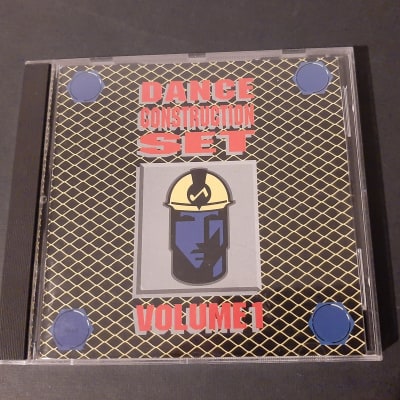 DANCE
CONSTRUCTION
SET
VOLUME 1